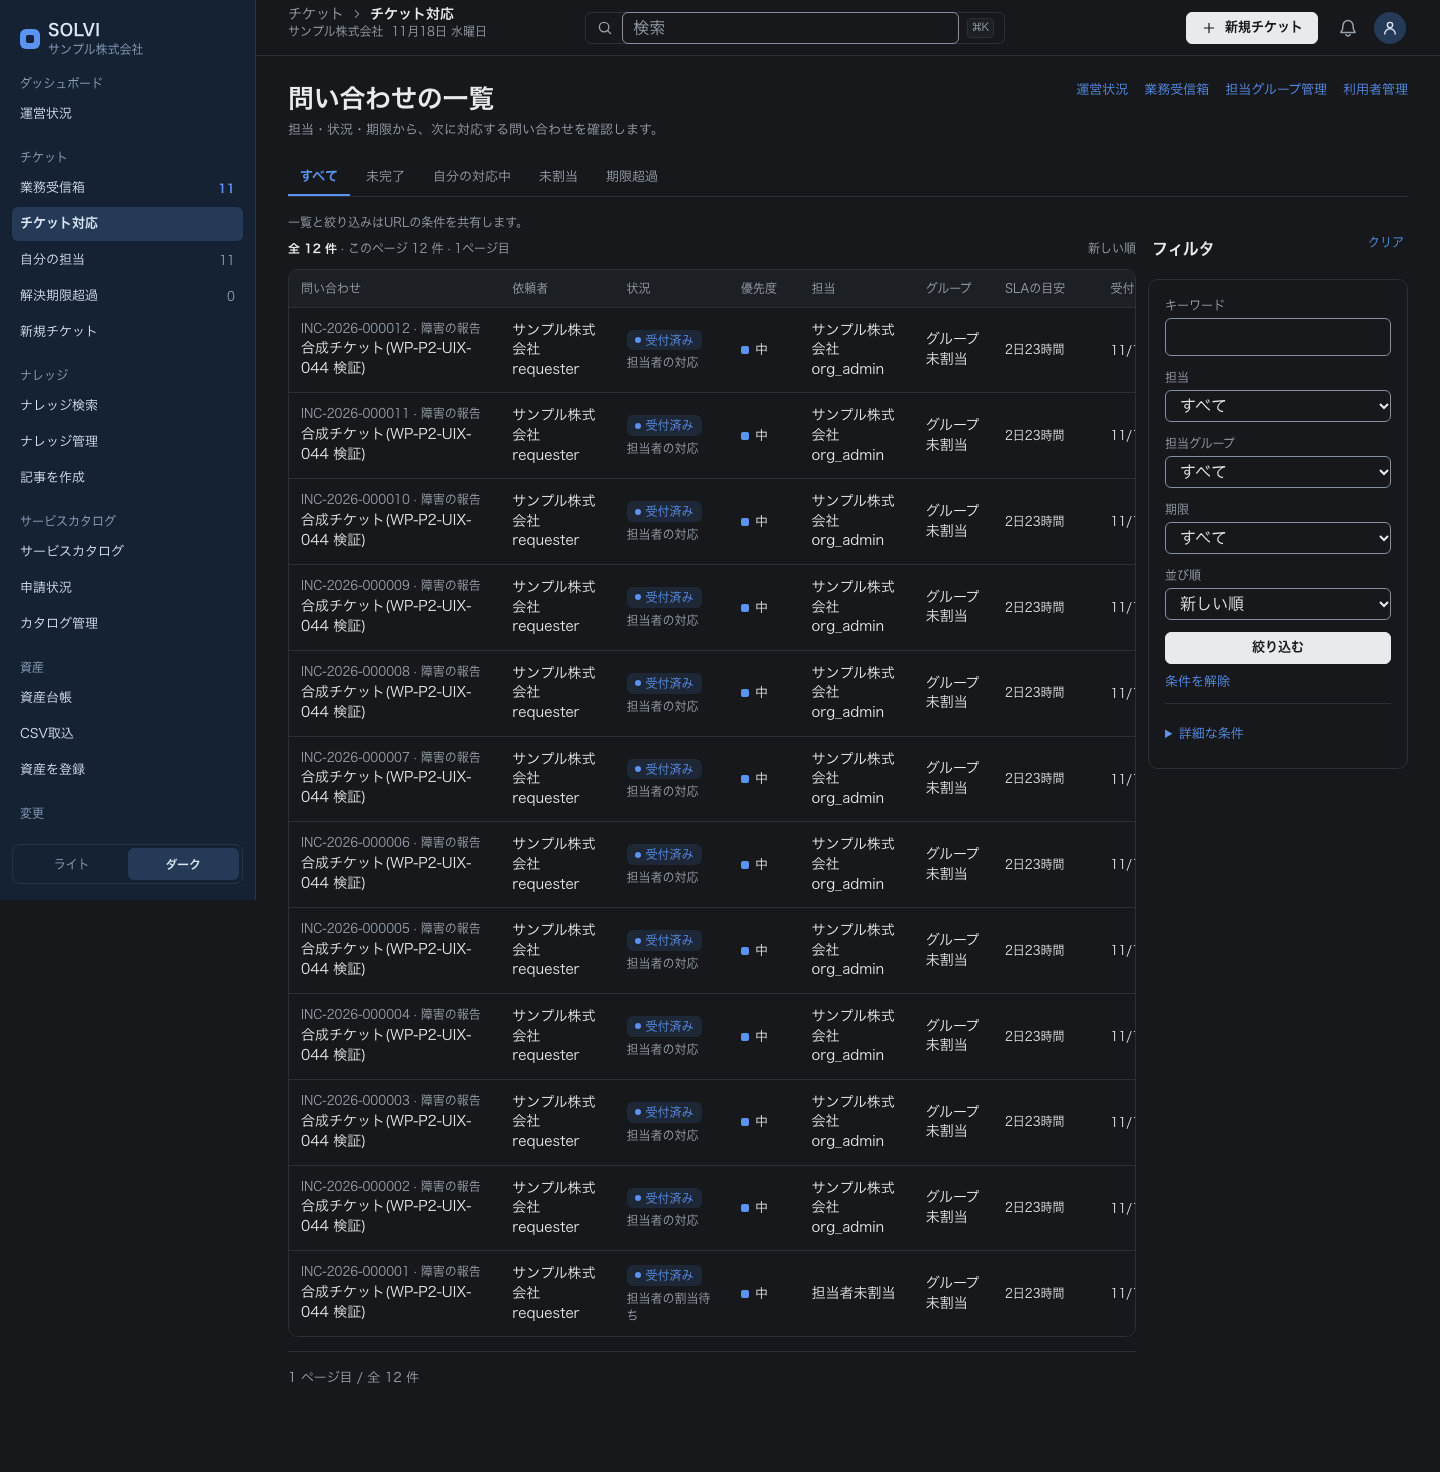 SOLVI
サンプル株式会社
ダッシュボード
運営状況
チケット
業務受信箱 11
チケット対応
自分の担当 11
解決期限超過 0
新規チケット
ナレッジ
ナレッジ検索
ナレッジ管理
記事を作成
サービスカタログ
サービスカタログ
申請状況
カタログ管理
資産
資産台帳
CSV取込
資産を登録
変更
ライト ダーク
チケット > チケット対応
サンプル株式会社 11月18日 水曜日
検索 ⌘K
+ 新規チケット
問い合わせの一覧
担当・状況・期限から、次に対応する問い合わせを確認します。
運営状況 業務受信箱 担当グループ管理 利用者管理
すべて 未完了 自分の対応中 未割当 期限超過
一覧と絞り込みはURLの条件を共有します。
全 12 件 · このページ 12 件 · 1ページ目 新しい順
問い合わせ 依頼者 状況 優先度 担当 グループ SLAの目安 受付
INC-2026-000012 · 障害の報告
合成チケット(WP-P2-UIX-
044 検証)
サンプル株式
会社
requester
受付済み
担当者の対応
中
サンプル株式
会社
org_admin
グループ
未割当
2日23時間
11/
INC-2026-000011 · 障害の報告
合成チケット(WP-P2-UIX-
044 検証)
サンプル株式
会社
requester
受付済み
担当者の対応
中
サンプル株式
会社
org_admin
グループ
未割当
2日23時間
11/
INC-2026-000010 · 障害の報告
合成チケット(WP-P2-UIX-
044 検証)
サンプル株式
会社
requester
受付済み
担当者の対応
中
サンプル株式
会社
org_admin
グループ
未割当
2日23時間
11/
INC-2026-000009 · 障害の報告
合成チケット(WP-P2-UIX-
044 検証)
サンプル株式
会社
requester
受付済み
担当者の対応
中
サンプル株式
会社
org_admin
グループ
未割当
2日23時間
11/
INC-2026-000008 · 障害の報告
合成チケット(WP-P2-UIX-
044 検証)
サンプル株式
会社
requester
受付済み
担当者の対応
中
サンプル株式
会社
org_admin
グループ
未割当
2日23時間
11/
INC-2026-000007 · 障害の報告
合成チケット(WP-P2-UIX-
044 検証)
サンプル株式
会社
requester
受付済み
担当者の対応
中
サンプル株式
会社
org_admin
グループ
未割当
2日23時間
11/
INC-2026-000006 · 障害の報告
合成チケット(WP-P2-UIX-
044 検証)
サンプル株式
会社
requester
受付済み
担当者の対応
中
サンプル株式
会社
org_admin
グループ
未割当
2日23時間
11/
INC-2026-000005 · 障害の報告
合成チケット(WP-P2-UIX-
044 検証)
サンプル株式
会社
requester
受付済み
担当者の対応
中
サンプル株式
会社
org_admin
グループ
未割当
2日23時間
11/
INC-2026-000004 · 障害の報告
合成チケット(WP-P2-UIX-
044 検証)
サンプル株式
会社
requester
受付済み
担当者の対応
中
サンプル株式
会社
org_admin
グループ
未割当
2日23時間
11/
INC-2026-000003 · 障害の報告
合成チケット(WP-P2-UIX-
044 検証)
サンプル株式
会社
requester
受付済み
担当者の対応
中
サンプル株式
会社
org_admin
グループ
未割当
2日23時間
11/
INC-2026-000002 · 障害の報告
合成チケット(WP-P2-UIX-
044 検証)
サンプル株式
会社
requester
受付済み
担当者の対応
中
サンプル株式
会社
org_admin
グループ
未割当
2日23時間
11/
INC-2026-000001 · 障害の報告
合成チケット(WP-P2-UIX-
044 検証)
サンプル株式
会社
requester
受付済み
担当者の割当待
ち
中
担当者未割当
グループ
未割当
2日23時間
11/
1 ページ目 / 全 12 件
フィルタ クリア
キーワード
担当
すべて
担当グループ
すべて
期限
すべて
並び順
新しい順
絞り込む
条件を解除
詳細な条件